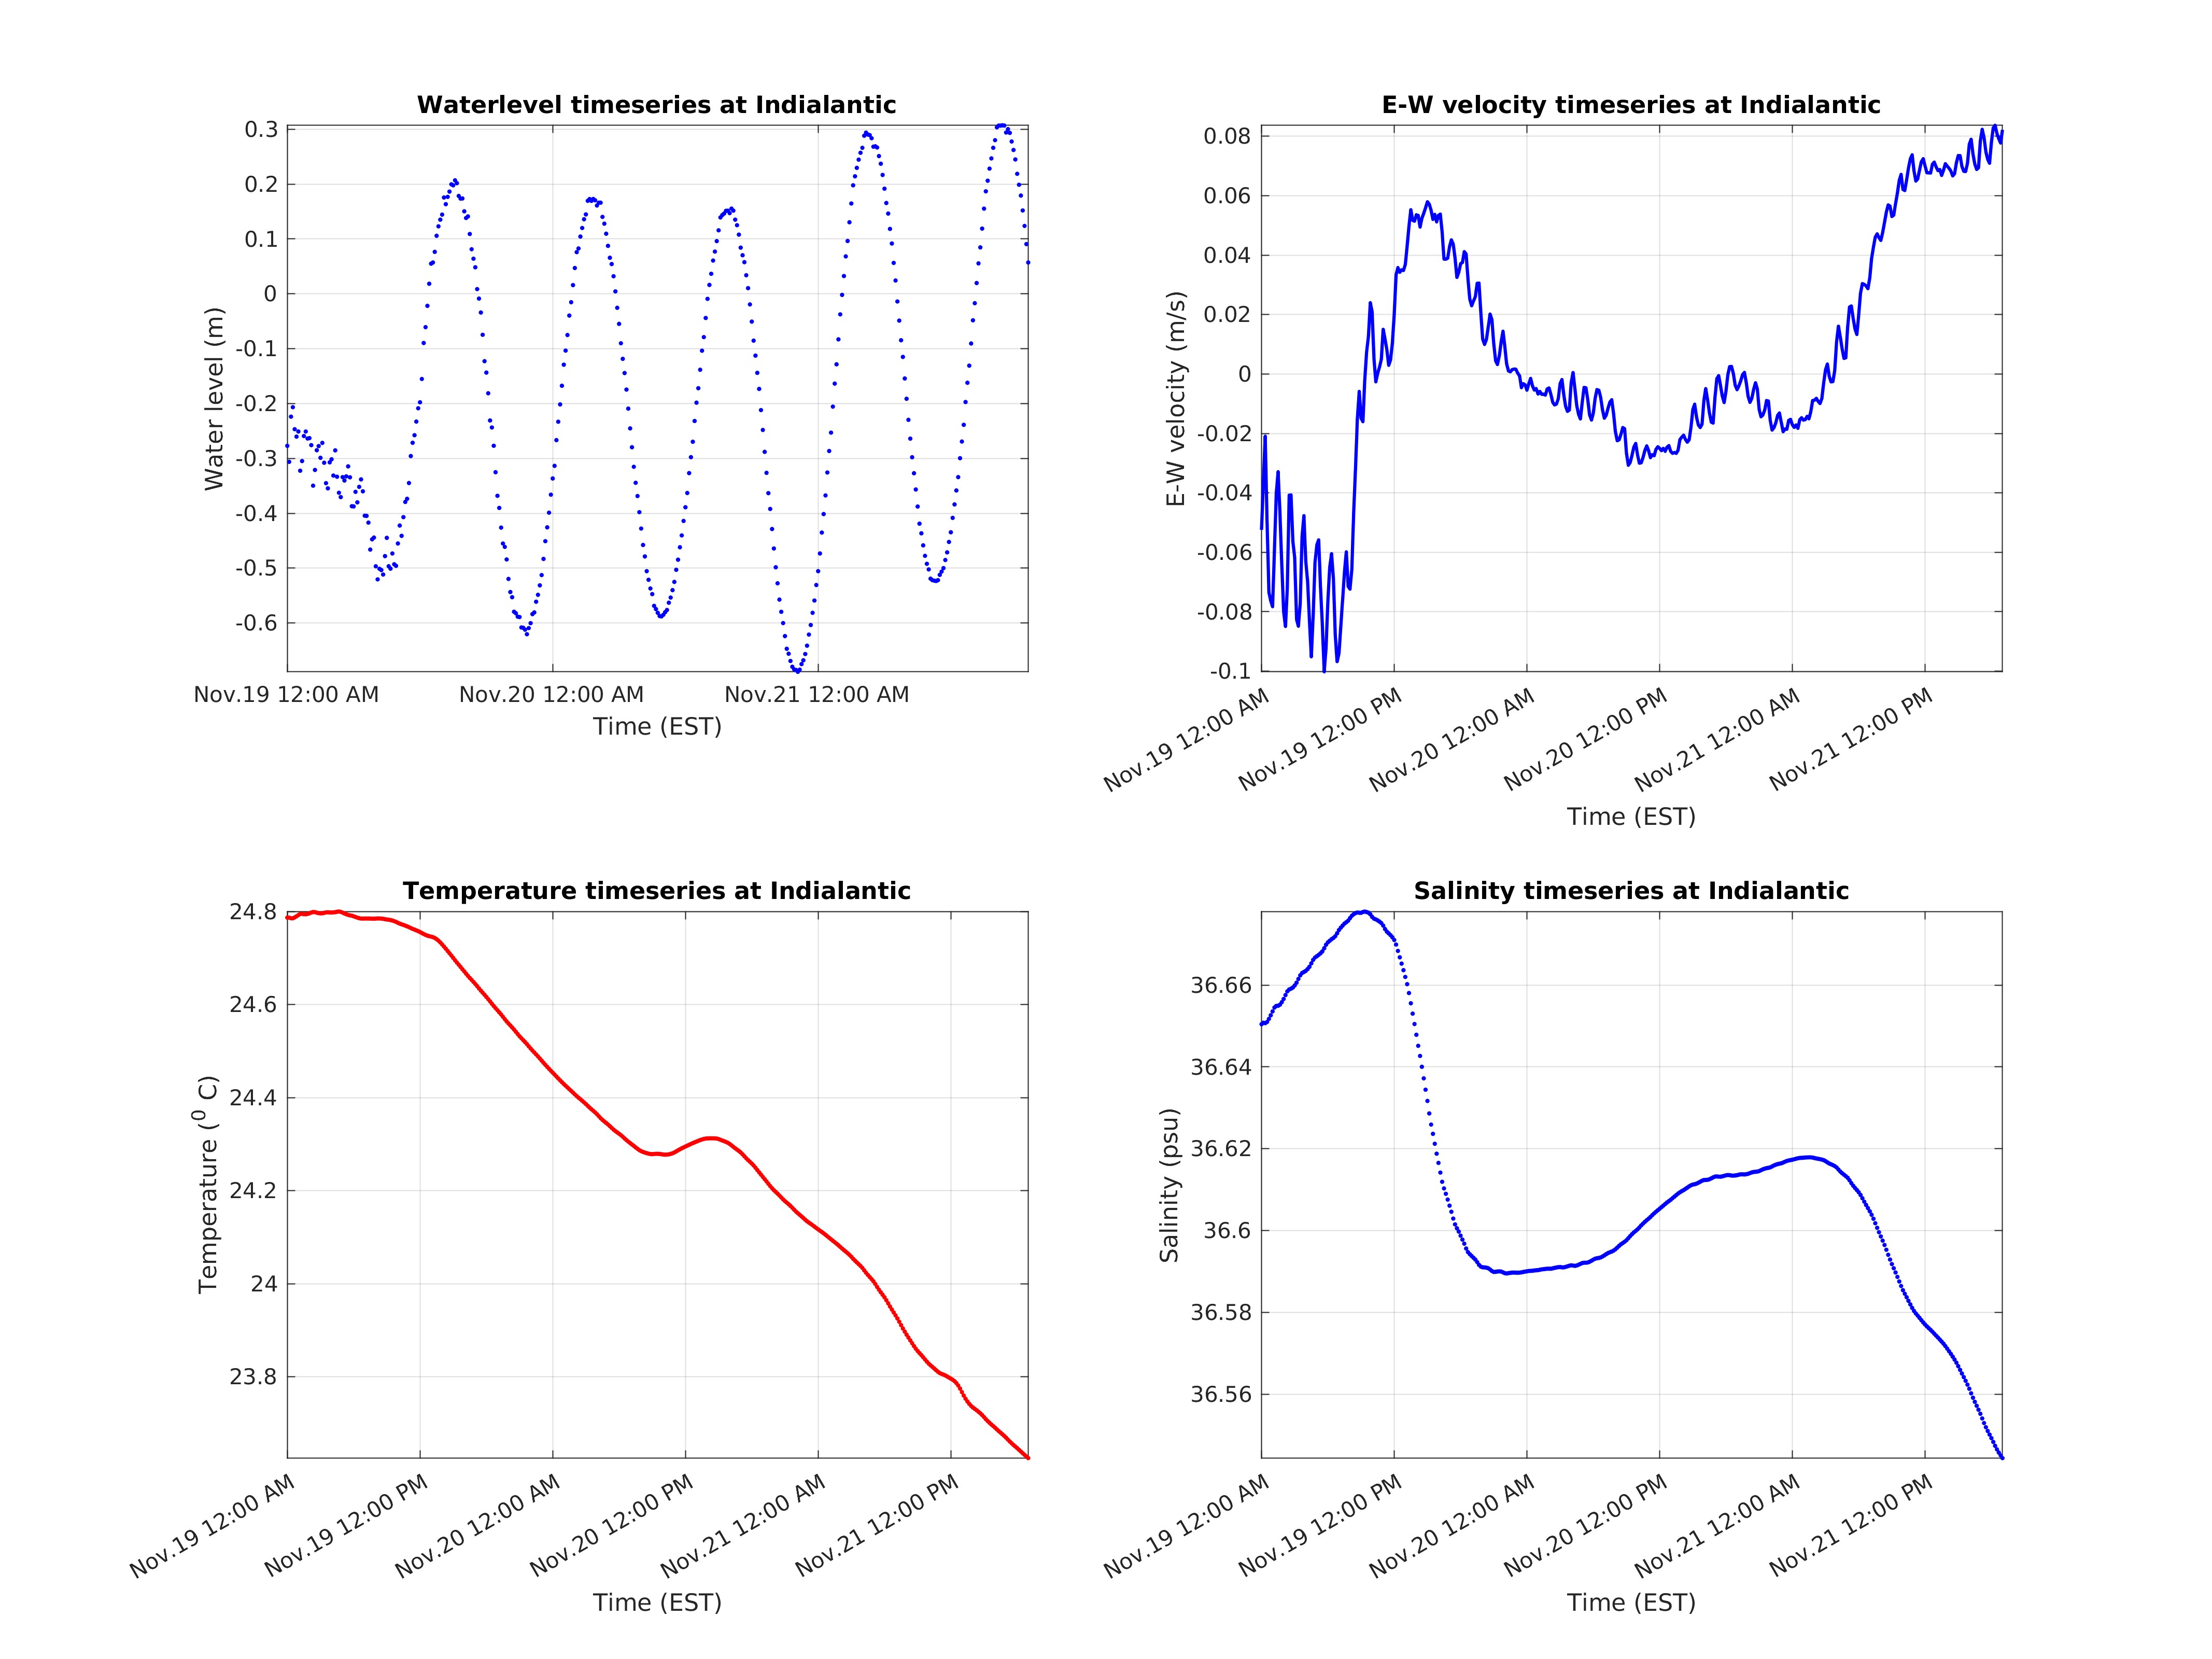 Waterlevel timeseries at Indialantic
0.3
0.2
0.1
0
-0.1
-0.2
-0.3
-0.4
-0.5
-0.6
Water level (m)
Nov.19 12:00 AM
Nov.20 12:00 AM
Nov.21 12:00 AM
Time (EST)
E-W velocity timeseries at Indialantic
0.08
0.06
0.04
0.02
0
-0.02
-0.04
-0.06
-0.08
-0.1
E-W velocity (m/s)
Nov.19 12:00 AM
Nov.19 12:00 PM
Nov.20 12:00 AM
Nov.20 12:00 PM
Nov.21 12:00 AM
Nov.21 12:00 PM
Time (EST)
Temperature timeseries at Indialantic
24.8
24.6
24.4
24.2
24
23.8
Temperature (⁰ C)
Nov.19 12:00 AM
Nov.19 12:00 PM
Nov.20 12:00 AM
Nov.20 12:00 PM
Nov.21 12:00 AM
Nov.21 12:00 PM
Time (EST)
Salinity timeseries at Indialantic
36.66
36.64
36.62
36.6
36.58
36.56
Salinity (psu)
Nov.19 12:00 AM
Nov.19 12:00 PM
Nov.20 12:00 AM
Nov.20 12:00 PM
Nov.21 12:00 AM
Nov.21 12:00 PM
Time (EST)